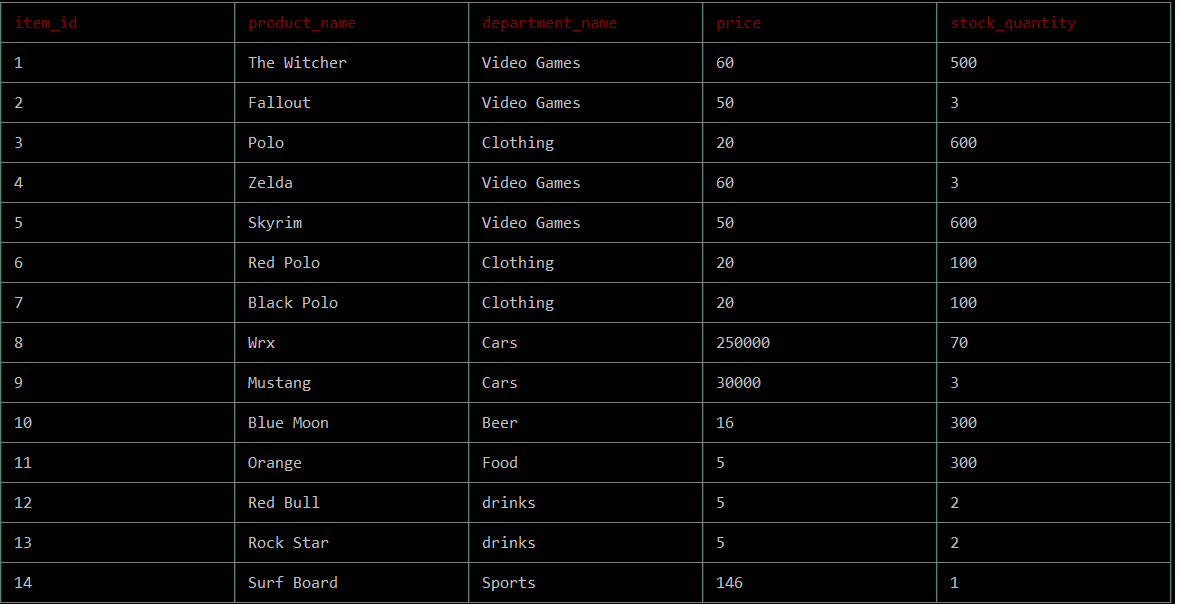 item_id product_name department_name price stock_quantity
1 The Witcher Video Games 60 500
2 Fallout Video Games 50 3
3 Polo Clothing 20 600
4 Zelda Video Games 60 3
5 Skyrim Video Games 50 600
6 Red Polo Clothing 20 100
7 Black Polo Clothing 20 100
8 Wrx Cars 250000 70
9 Mustang Cars 30000 3
10 Blue Moon Beer 16 300
11 Orange Food 5 300
12 Red Bull drinks 5 2
13 Rock Star drinks 5 2
14 Surf Board Sports 146 1